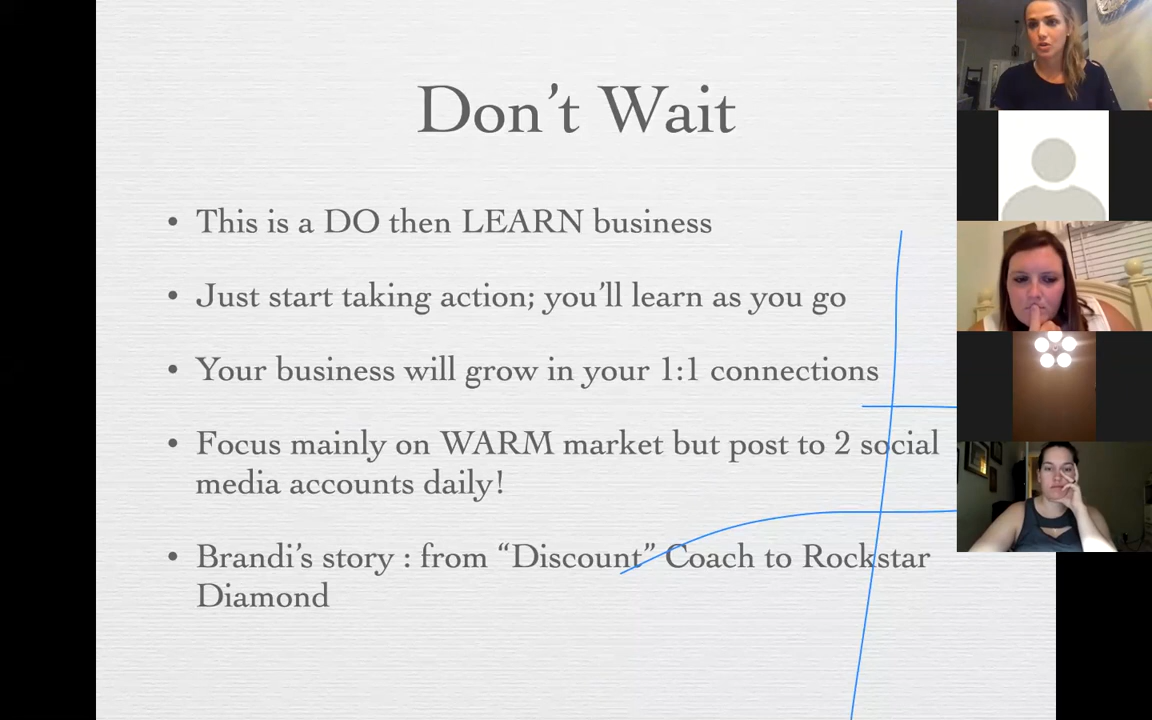 Don't Wait
• This is a DO then LEARN business
• Just start taking action; you'll learn as you go
• Your business will grow in your 1:1 connections
• Focus mainly on WARM market but post to 2 social
media accounts daily!
• Brandi's story : from “Discount” Coach to Rockstar
Diamond